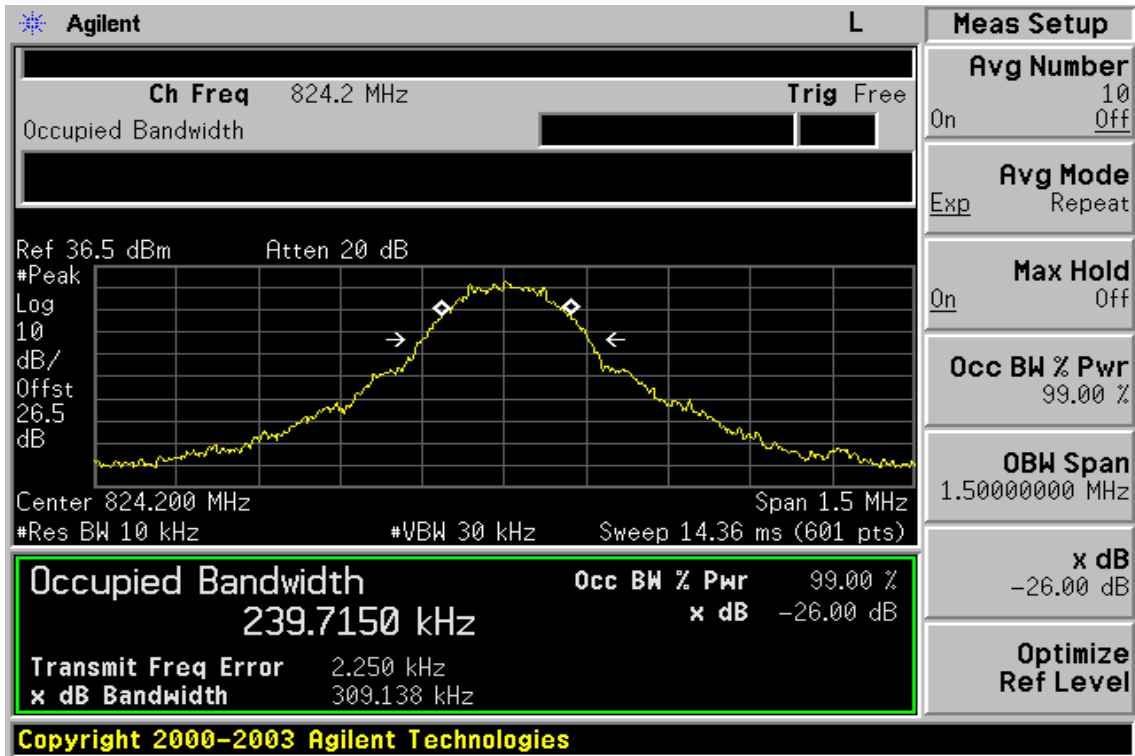 Agilent L
Ch Freq 824.2 MHz Trig Free
Occupied Bandwidth
Ref 36.5 dBm Atten 20 dB
#Peak
Log
10
dB/
Offst
26.5
dB
Center 824.200 MHz Span 1.5 MHz
#Res BW 10 kHz #VBW 30 kHz Sweep 14.36 ms (601 pts)
Occupied Bandwidth
239.7150 kHz
Occ BW % Pwr 99.00 %
x dB -26.00 dB
Transmit Freq Error 2.250 kHz
x dB Bandwidth 309.138 kHz
Copyright 2000-2003 Agilent Technologies
Meas Setup
Avg Number
10
On Off
Avg Mode
Exp Repeat
Max Hold
On Off
Occ BW % Pwr
99.00 %
OBW Span
1.50000000 MHz
x dB
-26.00 dB
Optimize
Ref Level